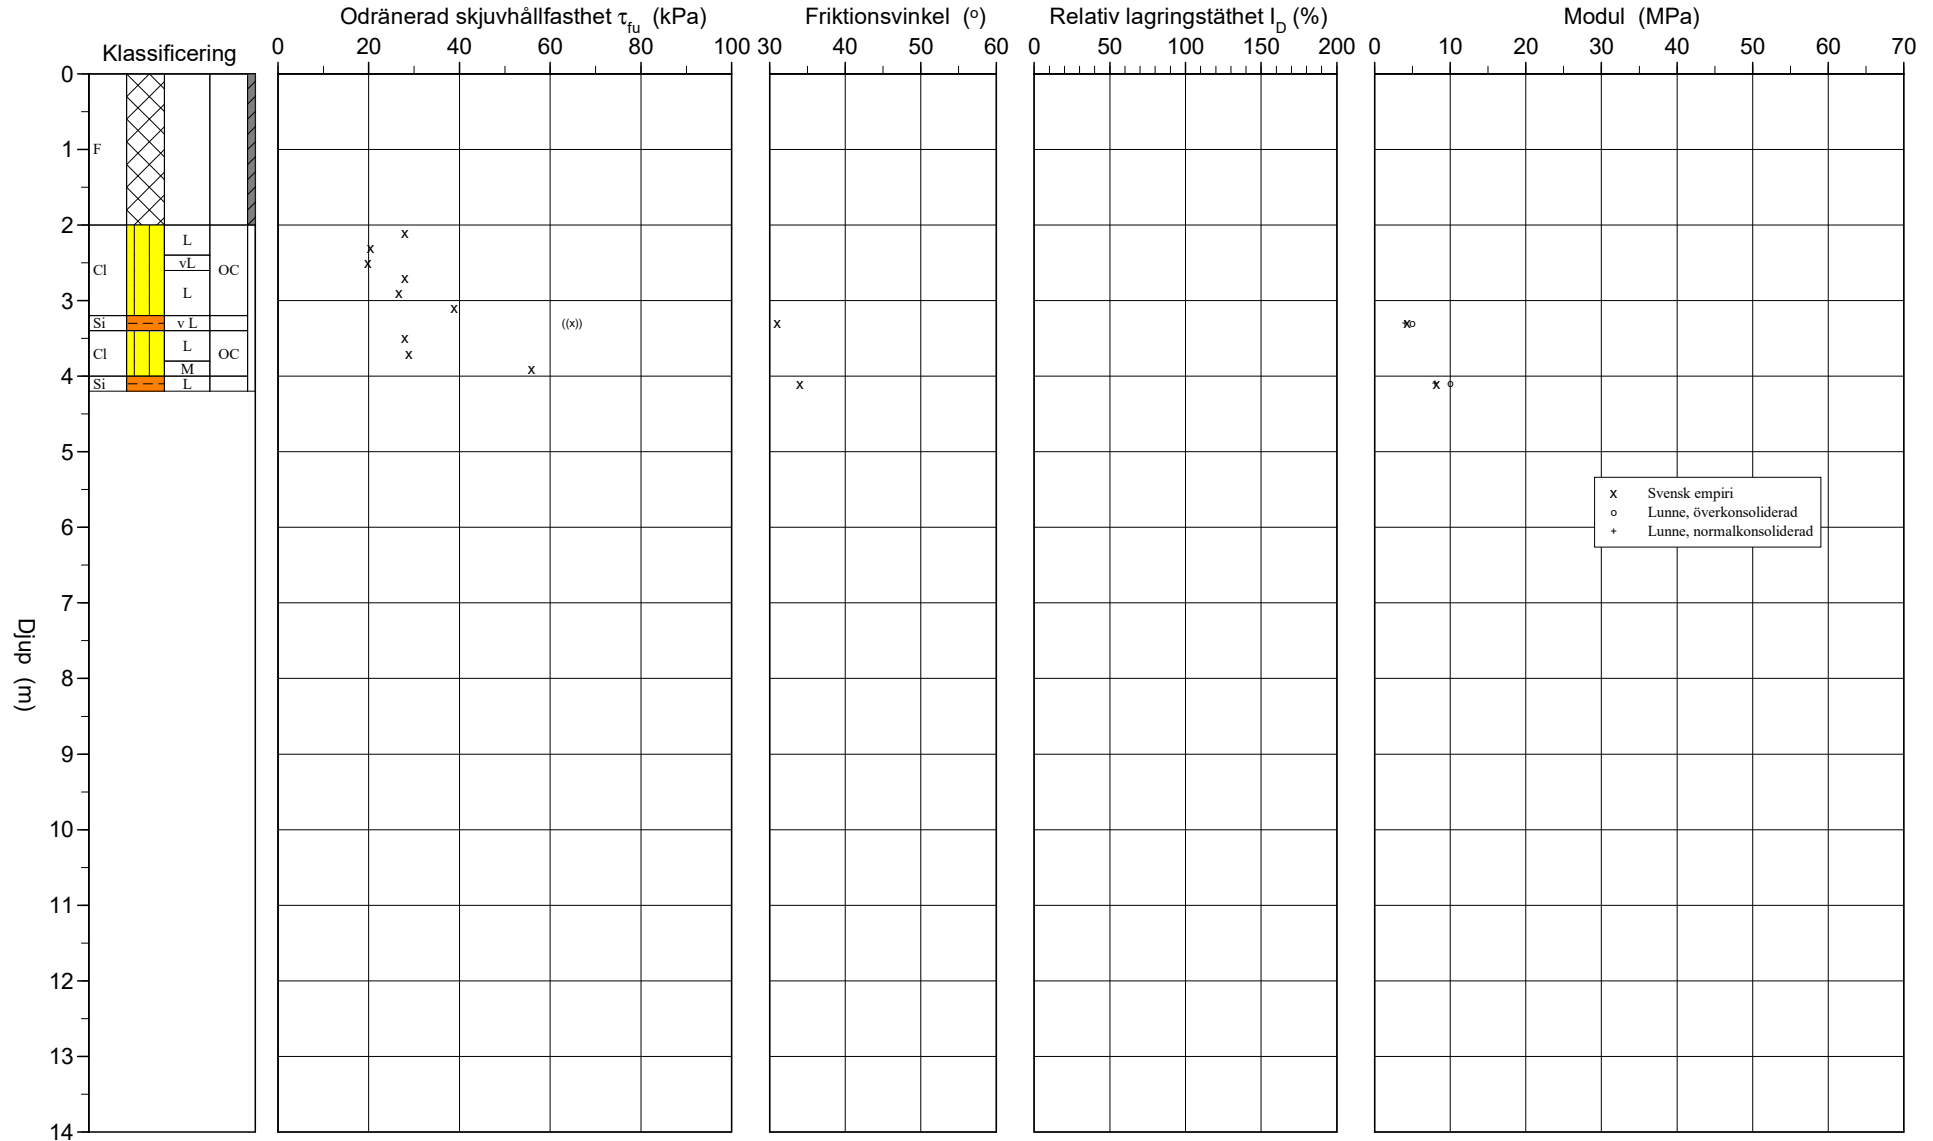 Odränerad skjuvhållfasthet τfu (kPa)
Friktionsvinkel (o)
Relativ lagringstäthet ID (%)
Modul (MPa)
Klassificering
0 20 40 60 80 100
30 40 50 60
0 50 100 150 200
0 10 20 30 40 50 60 70
0
1 F
2
L
vL
Cl OC
L
3
Si v L ((x))
L
Cl OC
M
4
Si L
5
x Svensk empiri
o Lunne, överkonsoliderad
+ Lunne, normalkonsoliderad
6
7
Djup (m)
8
9
10
11
12
13
14